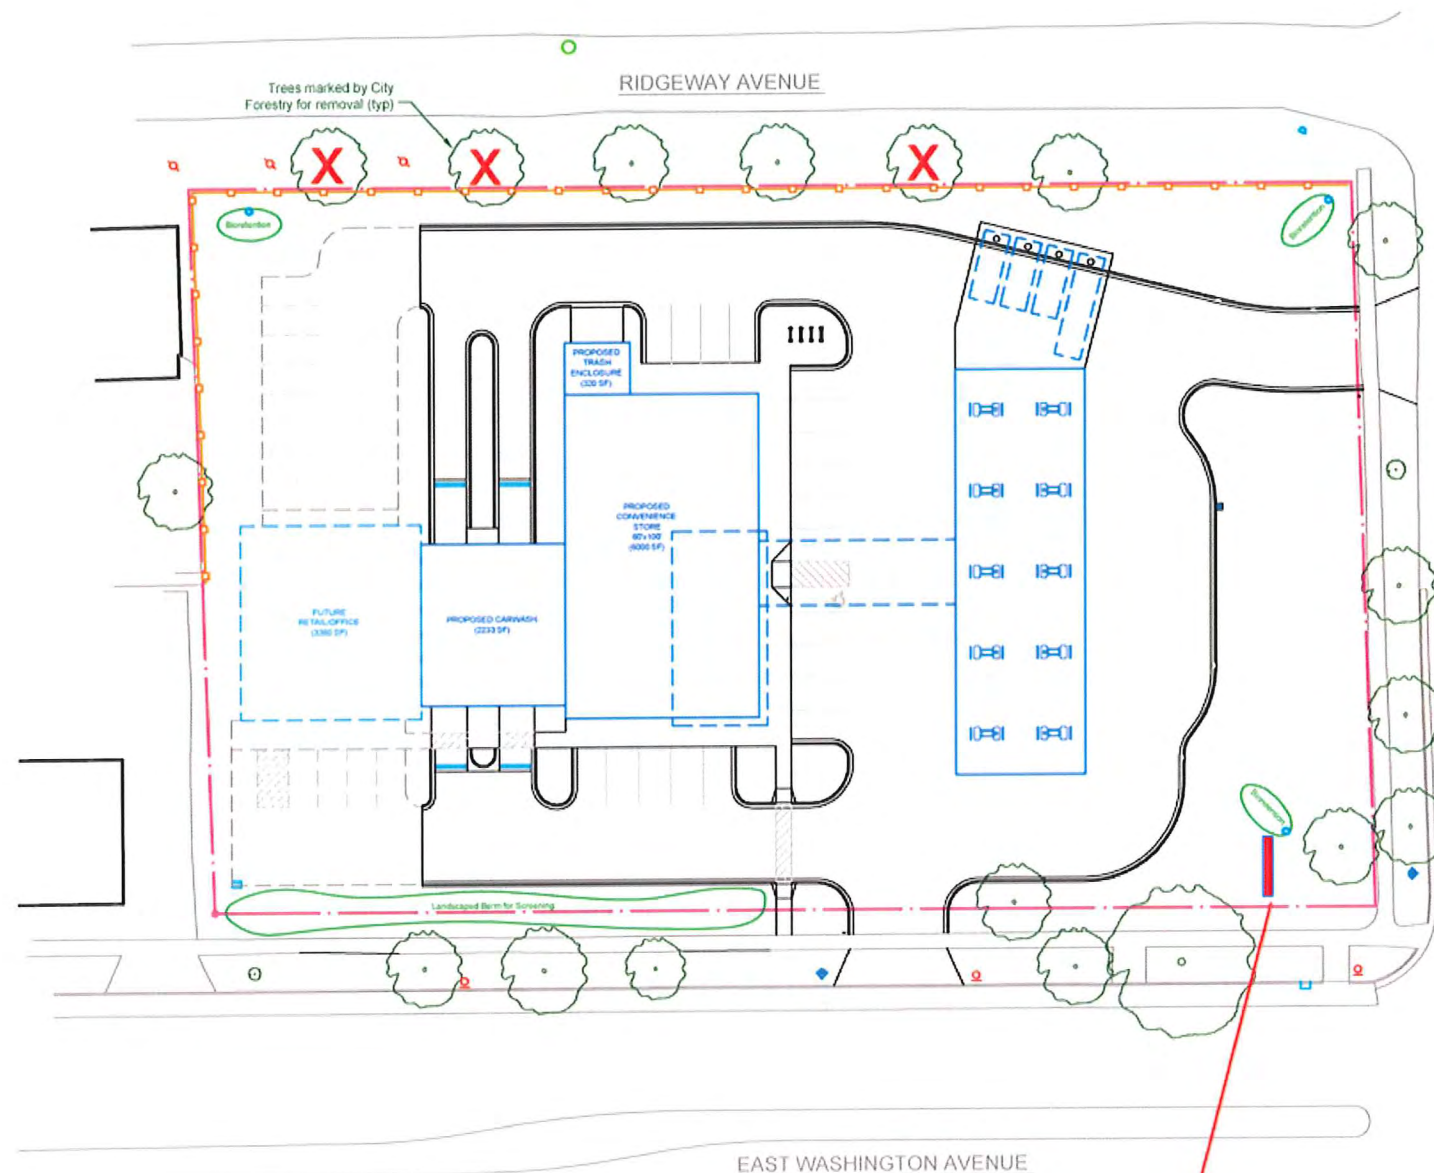 RIDGEWAY AVENUE
Trees marked by City
Forestry for removal (typ)
X
X
X
Bioretention
Bioretention
PROPOSED
TRASH
ENCLOSURE
(320 SF)
PROPOSED
CONVENIENCE
STORE
60'x100'
(6000 SF)
FUTURE
RETAIL/OFFICE
(3360 SF)
PROPOSED CARWASH
(2233 SF)
Bioretention
Landscaped Berm for Screening
EAST WASHINGTON AVENUE